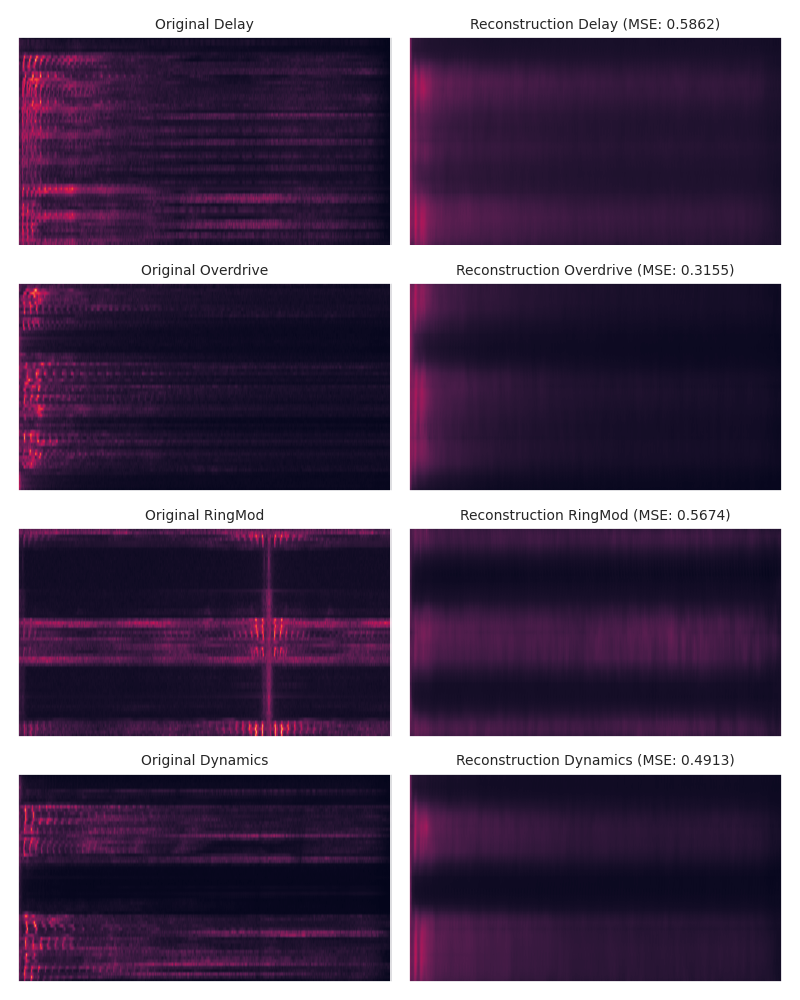 Original Delay
Reconstruction Delay (MSE: 0.5862)
Original Overdrive
Reconstruction Overdrive (MSE: 0.3155)
Original RingMod
Reconstruction RingMod (MSE: 0.5674)
Original Dynamics
Reconstruction Dynamics (MSE: 0.4913)